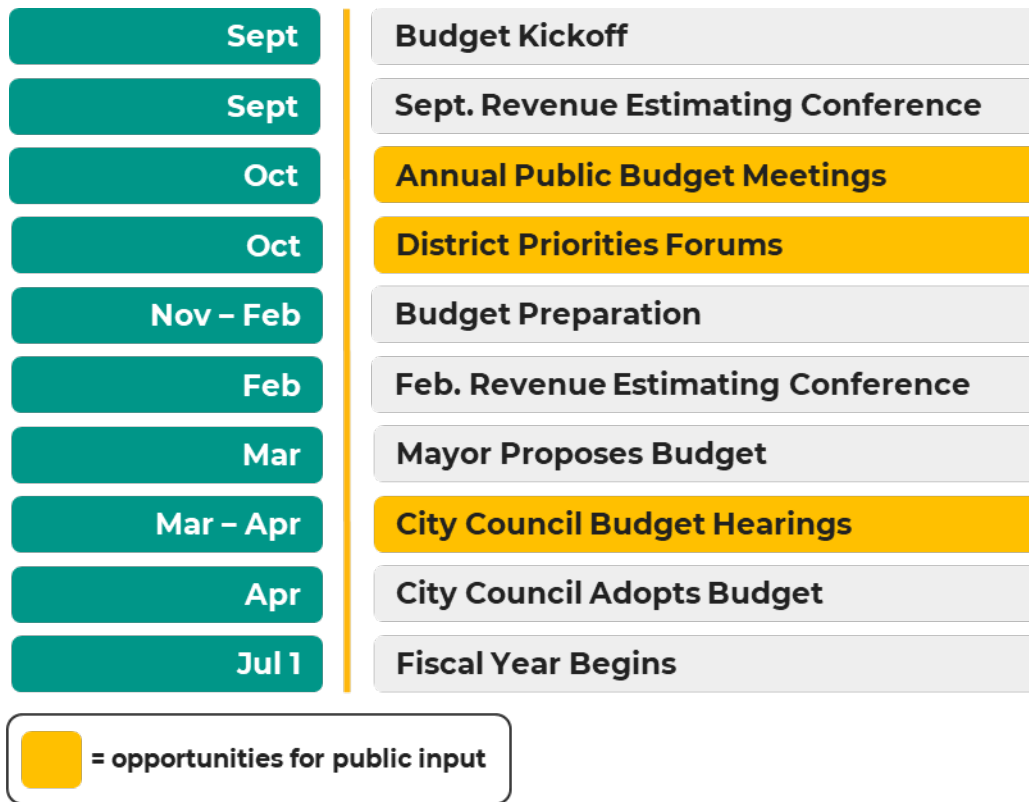 Sept Budget Kickoff
Sept Sept. Revenue Estimating Conference
Oct Annual Public Budget Meetings
Oct District Priorities Forums
Nov – Feb Budget Preparation
Feb Feb. Revenue Estimating Conference
Mar Mayor Proposes Budget
Mar – Apr City Council Budget Hearings
Apr City Council Adopts Budget
Jul 1 Fiscal Year Begins
= opportunities for public input